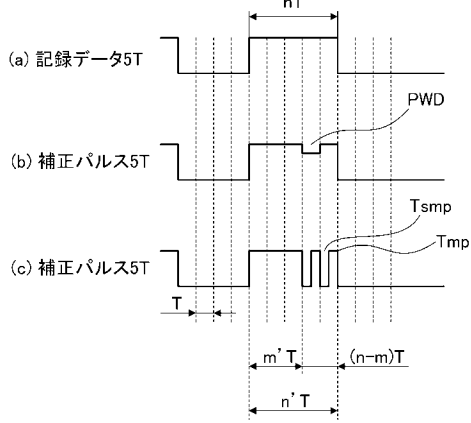 nT
(a) 記録データ5T
PWD
(b) 補正パルス5T
Tsmp
Tmp
(c) 補正パルス5T
T
m'T
(n-m)T
n'T